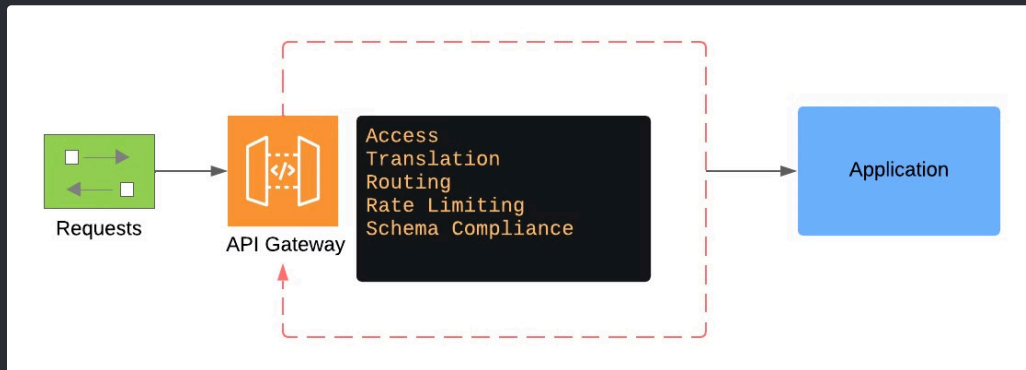 Requests
</>
API Gateway
Access
Translation
Routing
Rate Limiting
Schema Compliance
Application